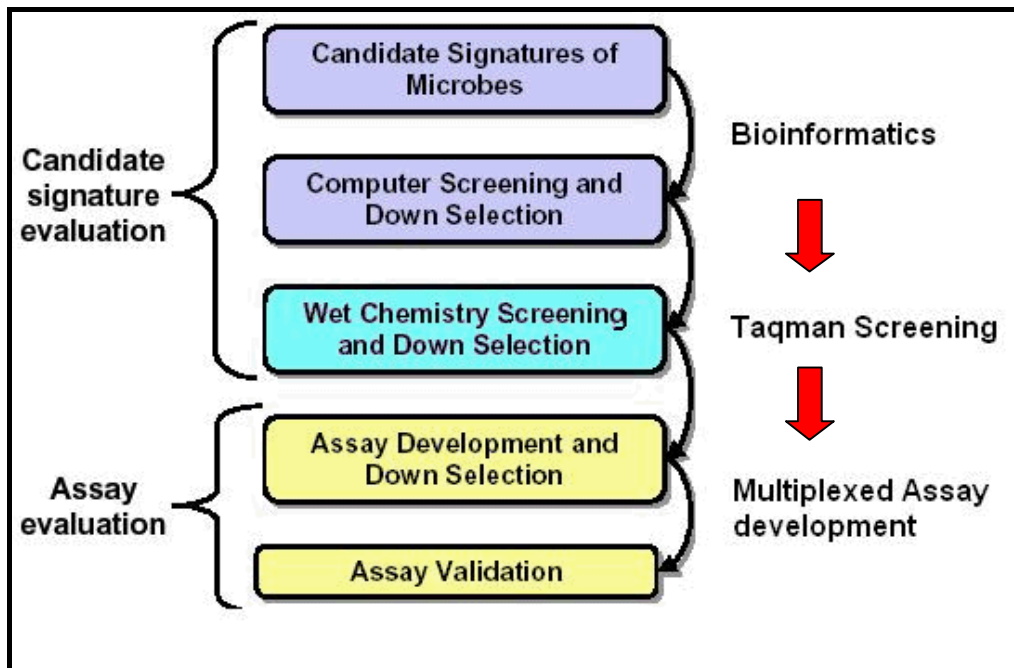 Candidate Signatures of
Microbes
Bioinformatics
Candidate
signature
evaluation
Computer Screening and
Down Selection
Wet Chemistry Screening
and Down Selection
Taqman Screening
Assay
evaluation
Assay Development and
Down Selection
Multiplexed Assay
development
Assay Validation